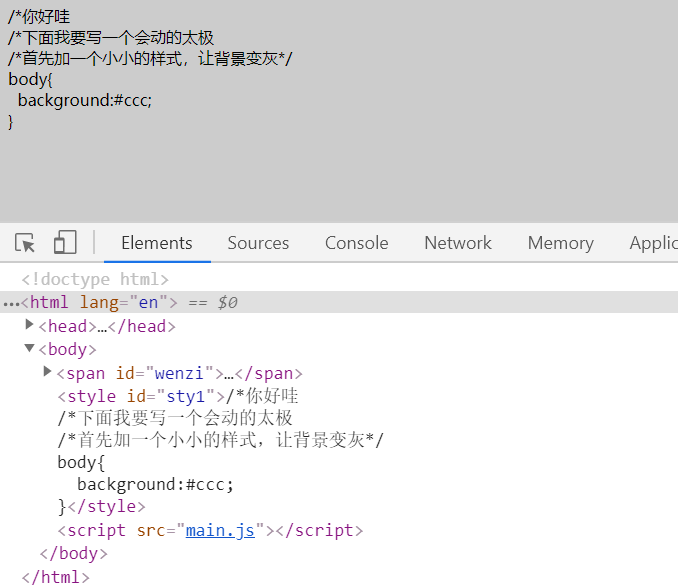 /*你好哇
/*下面我要写一个会动的太极
/*首先加一个小小的样式，让背景变灰*/
body{
  background:#ccc;
}
Elements Sources Console Network Memory Applic
<!doctype html>
…<html lang="en"> == $0
<head>…</head>
<body>
<span id="wenzi">…</span>
<style id="sty1">/*你好哇
/*下面我要写一个会动的太极
/*首先加一个小小的样式，让背景变灰*/
body{
  background:#ccc;
}</style>
<script src="main.js"></script>
</body>
</html>